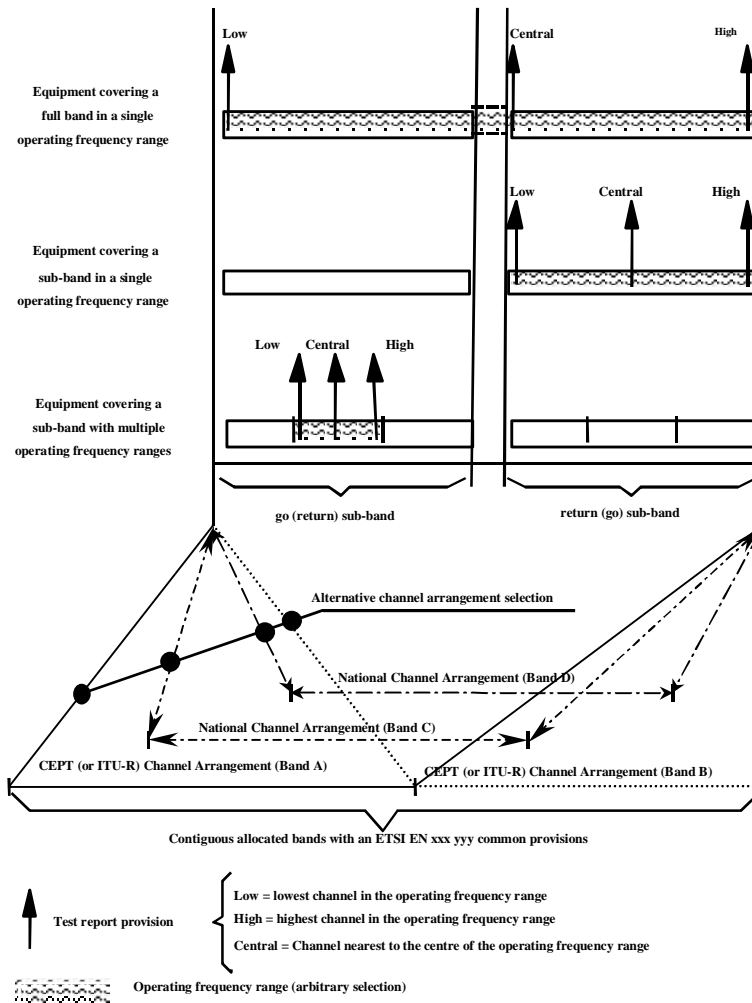 Low
Central
High
Equipment covering a
full band in a single
operating frequency range
Low
Central
High
Equipment covering a
sub-band in a single
operating frequency range
Low
Central
High
Equipment covering a
sub-band with multiple
operating frequency ranges
go (return) sub-band
return (go) sub-band
Alternative channel arrangement selection
National Channel Arrangement (Band D)
National Channel Arrangement (Band C)
CEPT (or ITU-R) Channel Arrangement (Band A)
CEPT (or ITU-R) Channel Arrangement (Band B)
Contiguous allocated bands with an ETSI EN xxx yyy common provisions
Test report provision
Low = lowest channel in the operating frequency range
High = highest channel in the operating frequency range
Central = Channel nearest to the centre of the operating frequency range
Operating frequency range (arbitrary selection)